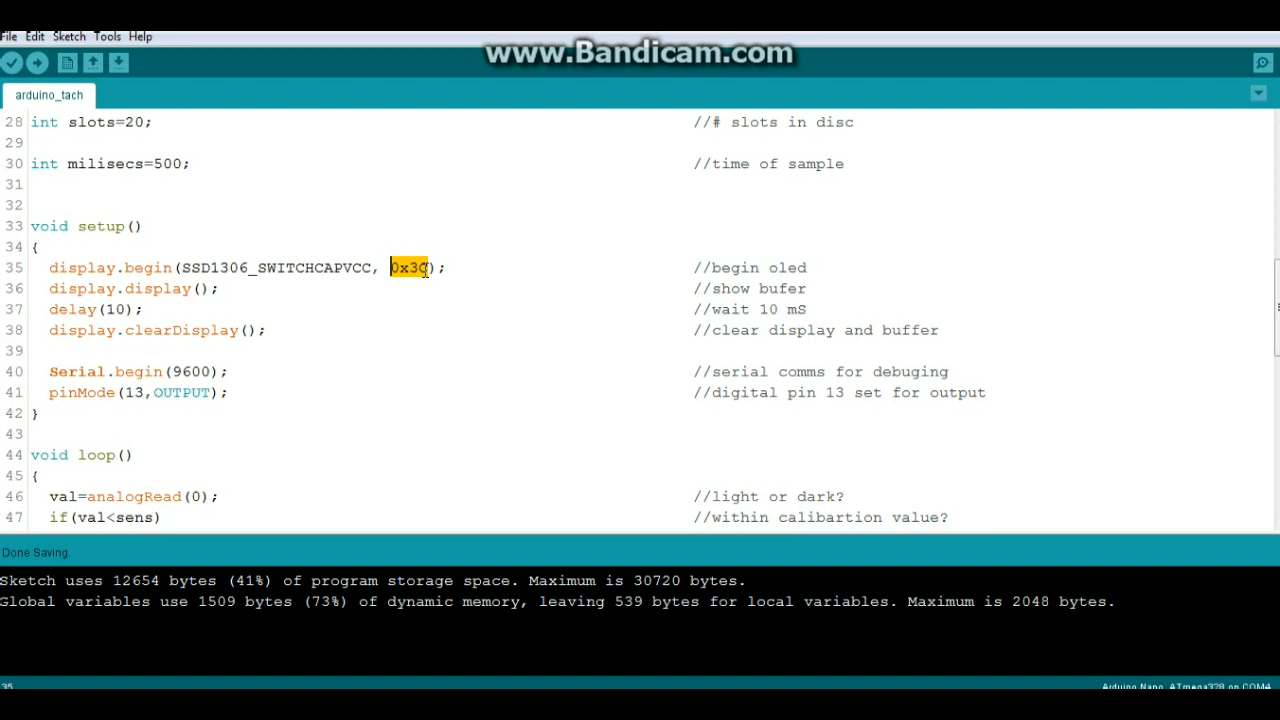 www.Bandicam.com
File Edit Sketch Tools Help
arduino_tach
28 int slots=20; //# slots in disc
29
30 int milisecs=500; //time of sample
31
32
33 void setup()
34 {
35 display.begin(SSD1306_SWITCHCAPVCC, 0x3C); //begin oled
36 display.display(); //show bufer
37 delay(10); //wait 10 mS
38 display.clearDisplay(); //clear display and buffer
39
40 Serial.begin(9600); //serial comms for debuging
41 pinMode(13,OUTPUT); //digital pin 13 set for output
42 }
43
44 void loop()
45 {
46 val=analogRead(0); //light or dark?
47 if(val<sens) //within calibartion value?
Done Saving.
Sketch uses 12654 bytes (41%) of program storage space. Maximum is 30720 bytes.
Global variables use 1509 bytes (73%) of dynamic memory, leaving 539 bytes for local variables. Maximum is 2048 bytes.
35 Arduino Nano, ATmega328 on COM4